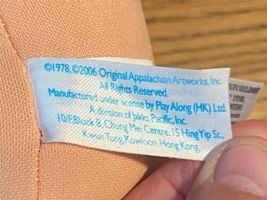 ©1978, ©2006 Original Appalachian Artworks, Inc.
All Rights Reserved.
Manufactured under license by Play Along (HK) Ltd.
A division of Jakks Pacific, Inc.
10/F, Block B, Chung Mei Centre, 15 Hing Yip St.,
Kwun Tong, Kowloon, Hong Kong.